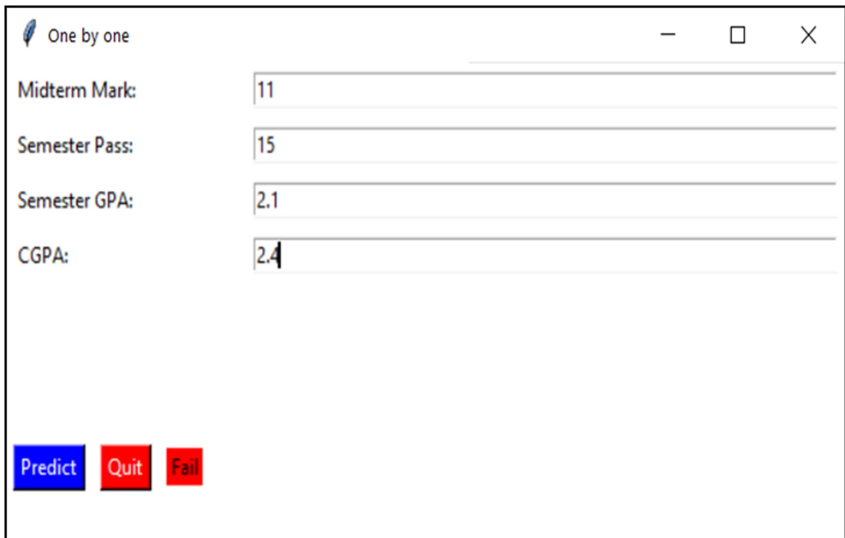 One by one
Midterm Mark: 11
Semester Pass: 15
Semester GPA: 2.1
CGPA: 2.4
Predict Quit Fail